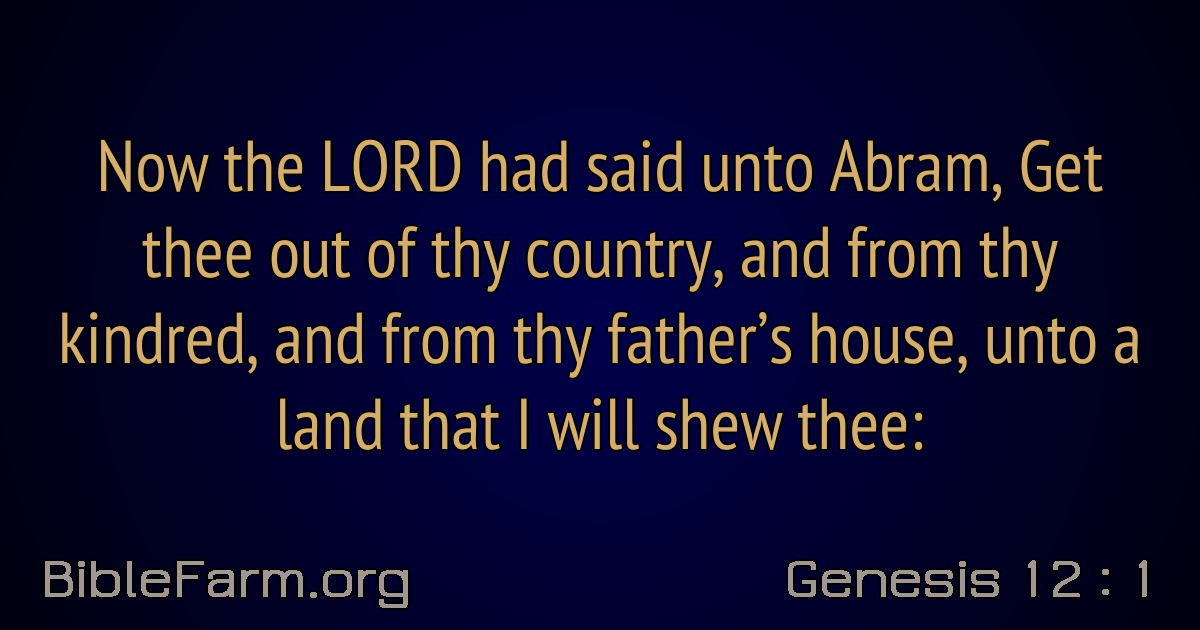 Now the LORD had said unto Abram, Get
thee out of thy country, and from thy
kindred, and from thy father’s house, unto a
land that I will shew thee:
BibleFarm.org
Genesis 12 : 1